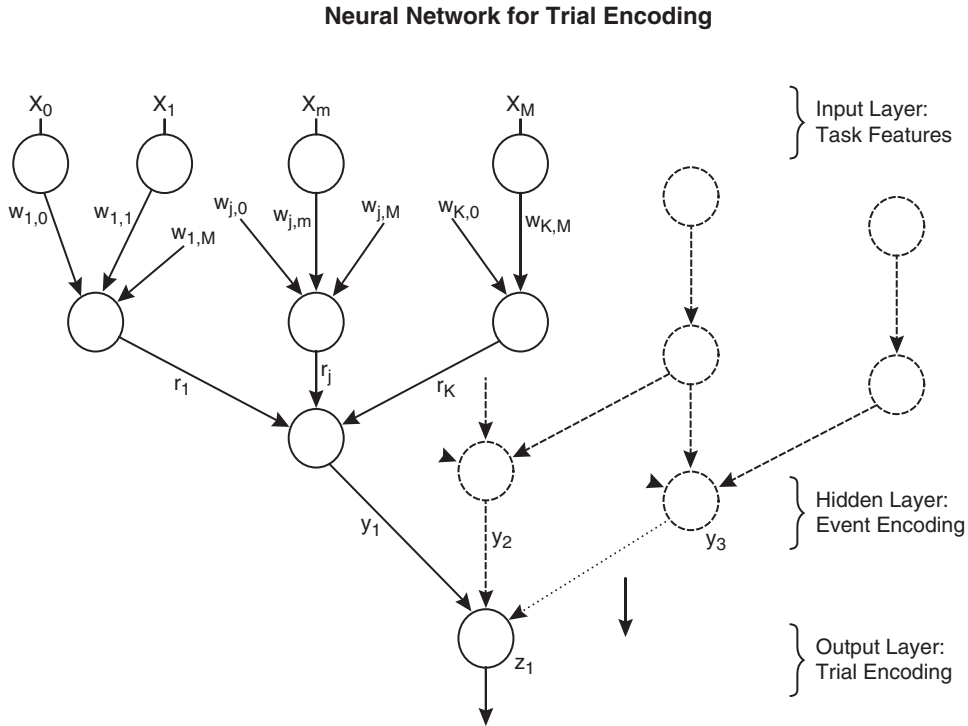 Neural Network for Trial Encoding
X0 X1 Xm XM
Input Layer:
Task Features
w1,0 w1,1 w1,M wj,0 wj,m wj,M wK,0 wK,M
r1 rj rK
y1 y2 y3
Hidden Layer:
Event Encoding
z1
Output Layer:
Trial Encoding